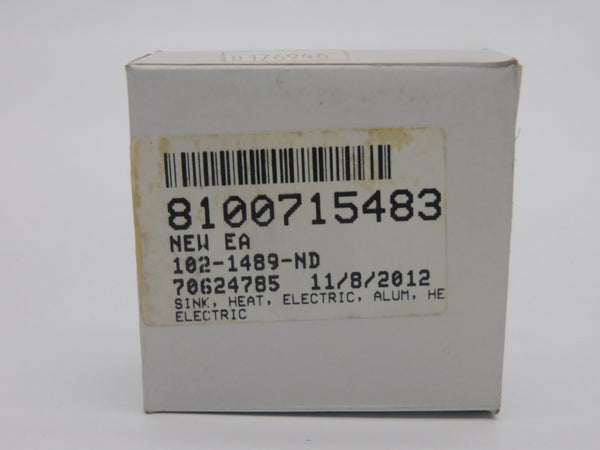 8100715483
NEW EA
102-1489-ND
70624785 11/8/2012
SINK, HEAT, ELECTRIC, ALUM, HE
ELECTRIC